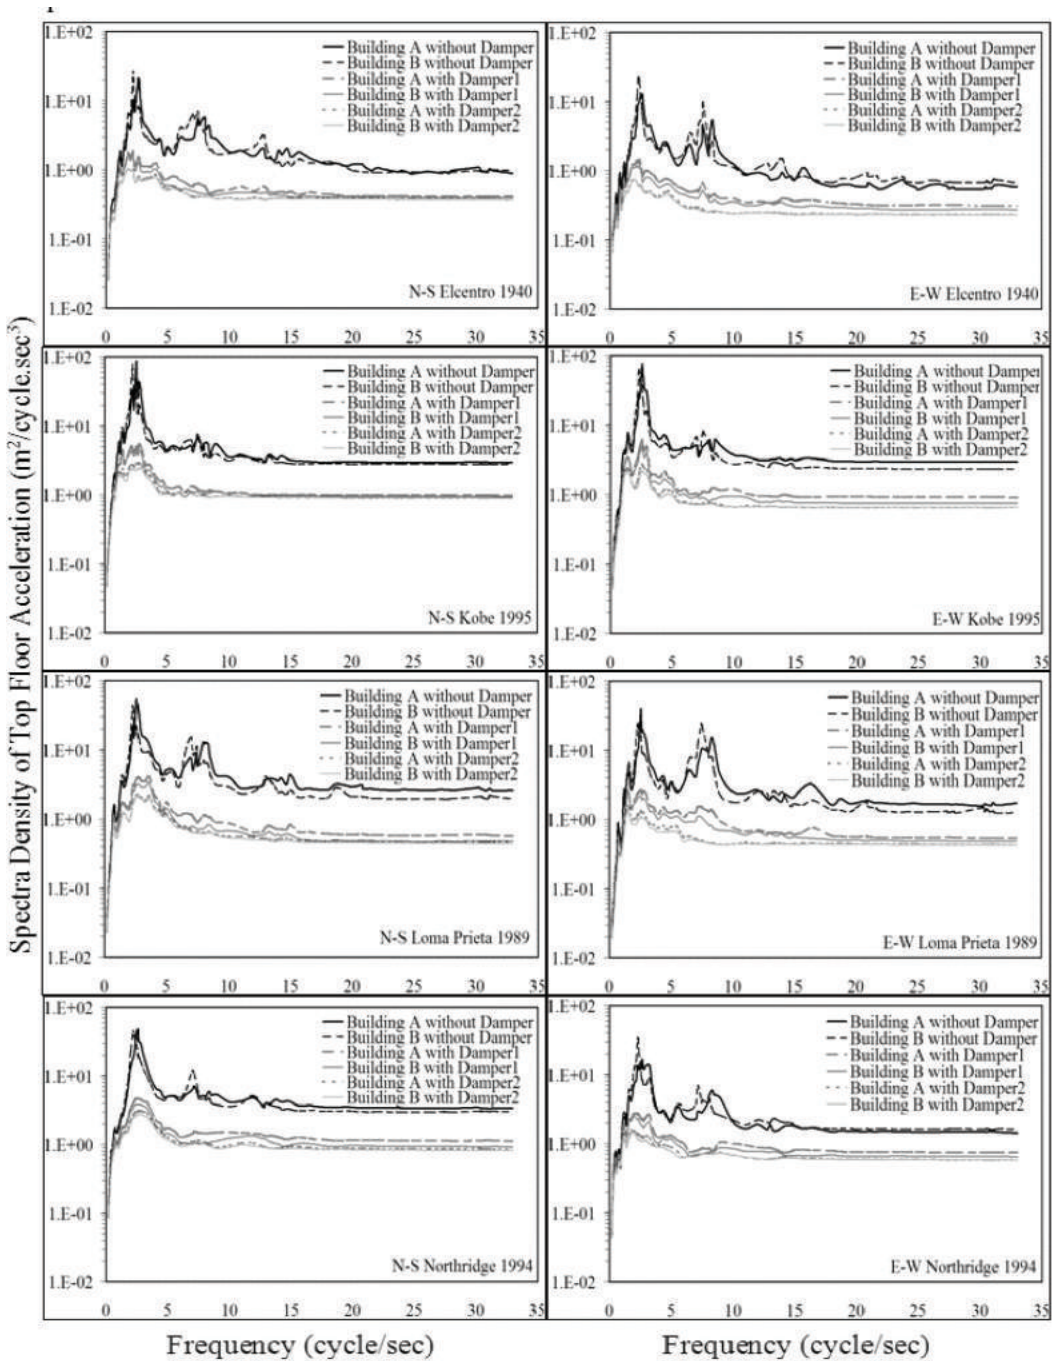 Spectra Density of Top Floor Acceleration (m²/cycle.sec³)
1.E+02
1.E+01
1.E+00
1.E-01
1.E-02
Building A without Damper
Building B without Damper
Building A with Damper1
Building B with Damper1
Building A with Damper2
Building B with Damper2
N-S Elcentro 1940
0 5 10 15 20 25 30 35
1.E+02
1.E+01
1.E+00
1.E-01
1.E-02
Building A without Damper
Building B without Damper
Building A with Damper1
Building B with Damper1
Building A with Damper2
Building B with Damper2
E-W Elcentro 1940
0 5 10 15 20 25 30 35
1.E+02
1.E+01
1.E+00
1.E-01
1.E-02
Building A without Damper
Building B without Damper
Building A with Damper1
Building B with Damper1
Building A with Damper2
Building B with Damper2
N-S Kobe 1995
0 5 10 15 20 25 30 35
1.E+02
1.E+01
1.E+00
1.E-01
1.E-02
Building A without Damper
Building B without Damper
Building A with Damper1
Building B with Damper1
Building A with Damper2
Building B with Damper2
E-W Kobe 1995
0 5 10 15 20 25 30 35
1.E+02
1.E+01
1.E+00
1.E-01
1.E-02
Building A without Damper
Building B without Damper
Building A with Damper1
Building B with Damper1
Building A with Damper2
Building B with Damper2
N-S Loma Prieta 1989
0 5 10 15 20 25 30 35
1.E+02
1.E+01
1.E+00
1.E-01
1.E-02
Building A without Damper
Building B without Damper
Building A with Damper1
Building B with Damper1
Building A with Damper2
Building B with Damper2
E-W Loma Prieta 1989
0 5 10 15 20 25 30 35
1.E+02
1.E+01
1.E+00
1.E-01
1.E-02
Building A without Damper
Building B without Damper
Building A with Damper1
Building B with Damper1
Building A with Damper2
Building B with Damper2
N-S Northridge 1994
0 5 10 15 20 25 30 35
1.E+02
1.E+01
1.E+00
1.E-01
1.E-02
Building A without Damper
Building B without Damper
Building A with Damper1
Building B with Damper1
Building A with Damper2
Building B with Damper2
E-W Northridge 1994
0 5 10 15 20 25 30 35
Frequency (cycle/sec)
Frequency (cycle/sec)